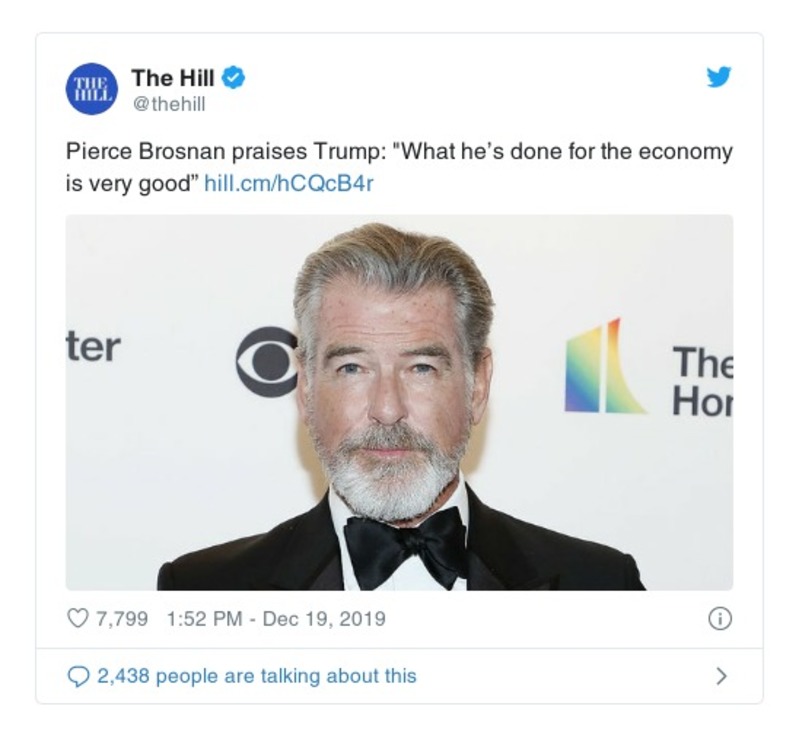 THE
HILL
The Hill
@thehill
Pierce Brosnan praises Trump: "What he’s done for the economy
is very good” hill.cm/hCQcB4r
ter
The
Hor
7,799 1:52 PM - Dec 19, 2019
2,438 people are talking about this